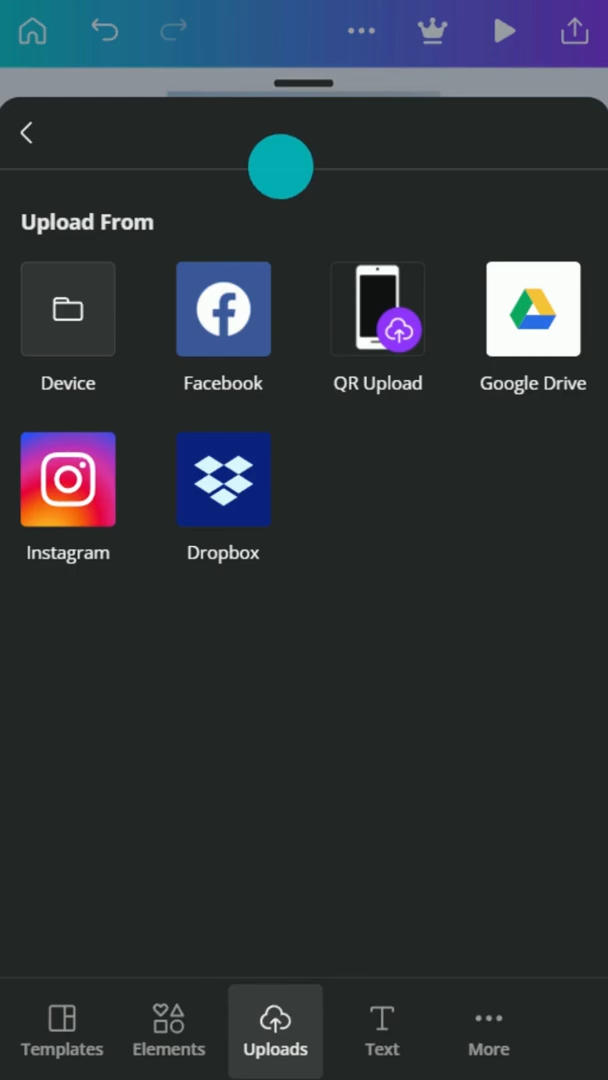 Upload From
Device Facebook QR Upload Google Drive
Instagram Dropbox
Templates Elements Uploads Text More